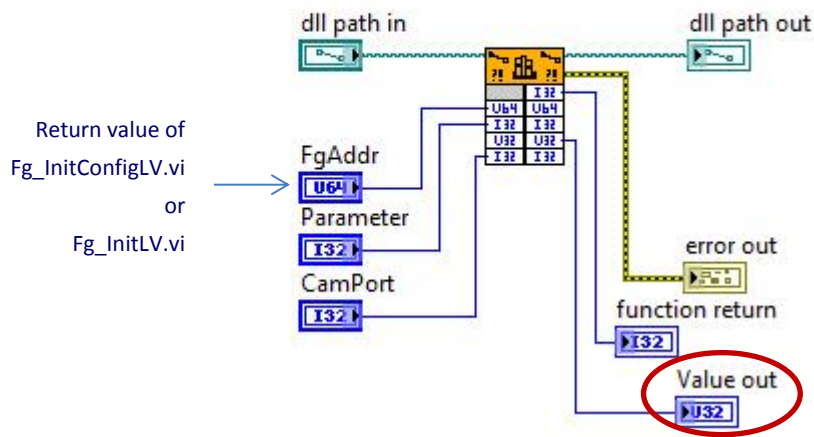 dll path in
dll path out
?! ?!
I32
U64 U64
I32 I32
U32 U32
I32 I32
Return value of
Fg_InitConfigLV.vi
or
Fg_InitLV.vi
FgAddr
U64
Parameter
I32
CamPort
I32
error out
function return
I32
Value out
U32